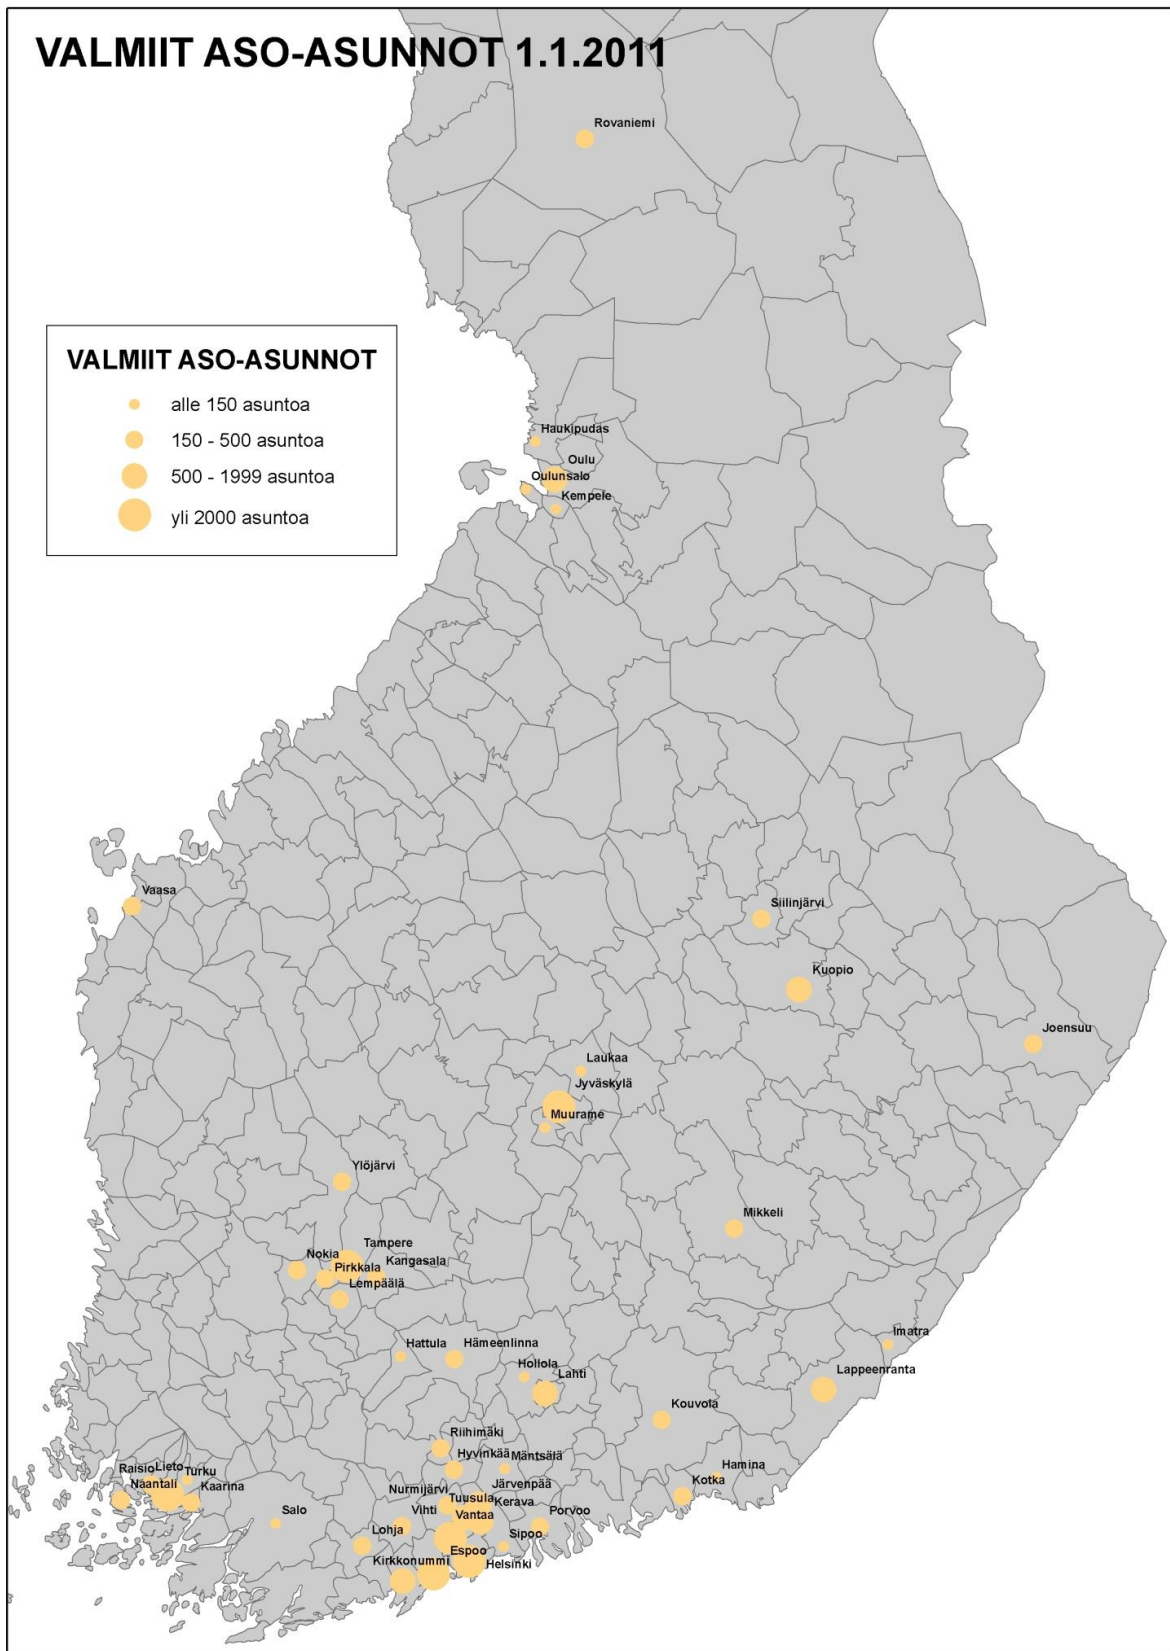 VALMIIT ASO-ASUNNOT 1.1.2011
Rovaniemi
VALMIIT ASO-ASUNNOT
alle 150 asuntoa
150 - 500 asuntoa
500 - 1999 asuntoa
yli 2000 asuntoa
Haukipudas
Oulu
Oulunsalo
Kempele
Vaasa
Siilinjärvi
Kuopio
Joensuu
Laukaa
Jyväskylä
Muurame
Ylöjärvi
Mikkeli
Tampere
Nokia
Kangasala
Pirkkala
Lempäälä
Imatra
Hattula
Hämeenlinna
Hollola
Lahti
Lappeenranta
Kouvola
Riihimäki
Hyvinkää
Mäntsälä
Hamina
Raisio
Lieto
Turku
Naantali
Kaarina
Kotka
Järvenpää
Nurmijärvi
Tuusula
Kerava
Salo
Vihti
Vantaa
Porvoo
Lohja
Sipoo
Espoo
Kirkkonummi
Helsinki